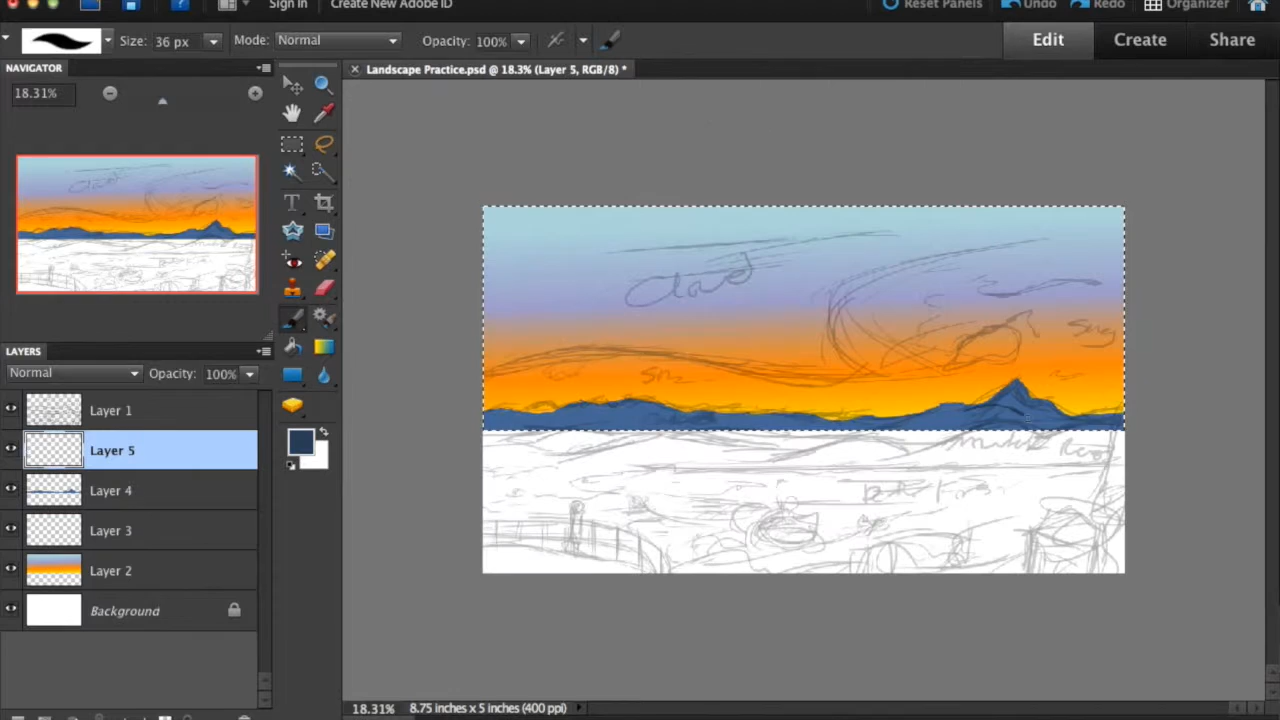 Sign In
Create New Adobe ID
Reset Panels
Undo
Redo
Organizer
Size: 36 px
Mode: Normal
Opacity: 100%
Edit
Create
Share
NAVIGATOR
Landscape Practice.psd @ 18.3% (Layer 5, RGB/8) *
18.31%
T
Cloud
LAYERS
Normal
Opacity: 100%
Layer 1
Layer 5
Layer 4
Layer 3
Layer 2
Background
18.31%
8.75 inches x 5 inches (400 ppi)